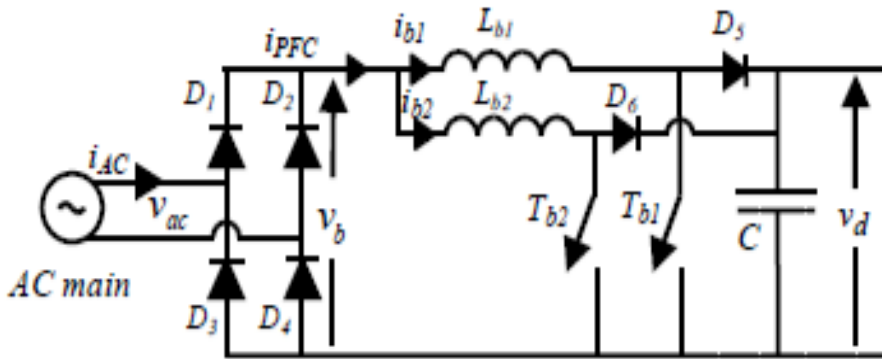 i_PFC
i_b1
L_b1
D_5
D_1
D_2
i_b2
L_b2
D_6
i_AC
~
v_ac
v_b
T_b2
T_b1
C
v_d
AC main
D_3
D_4